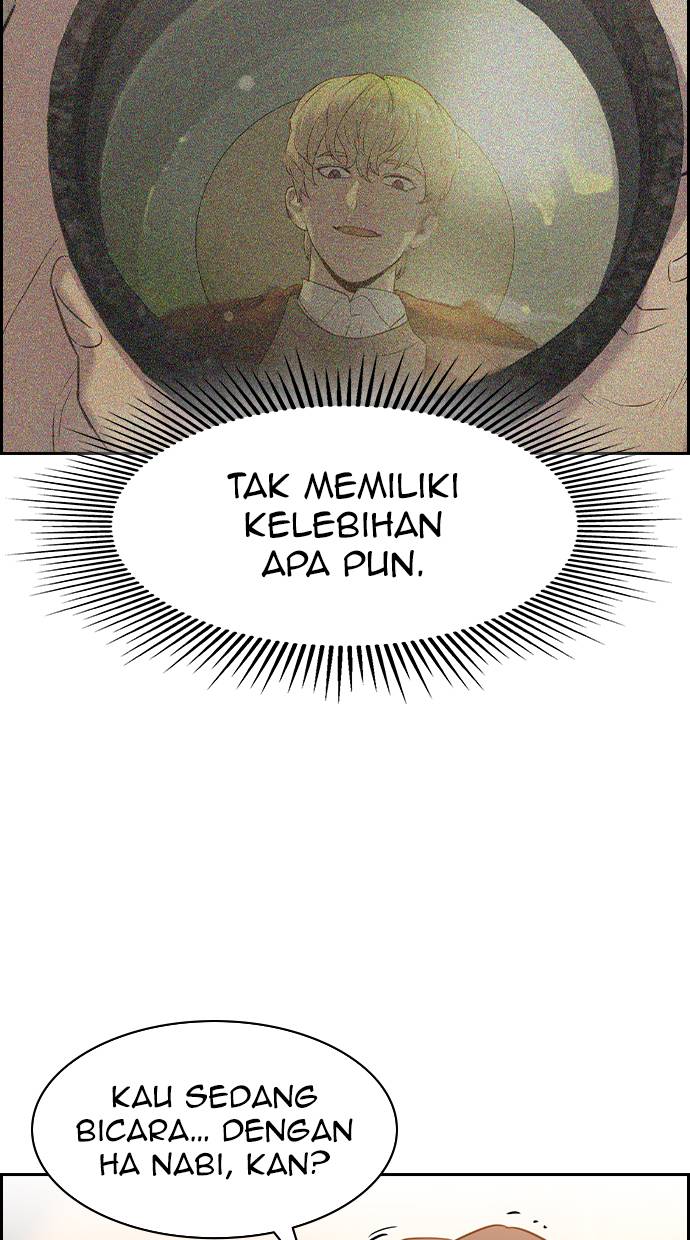 TAK MEMILIKI
KELEBIHAN
APA PUN.
KAU SEDANG
BICARA... DENGAN
HA NABI, KAN?